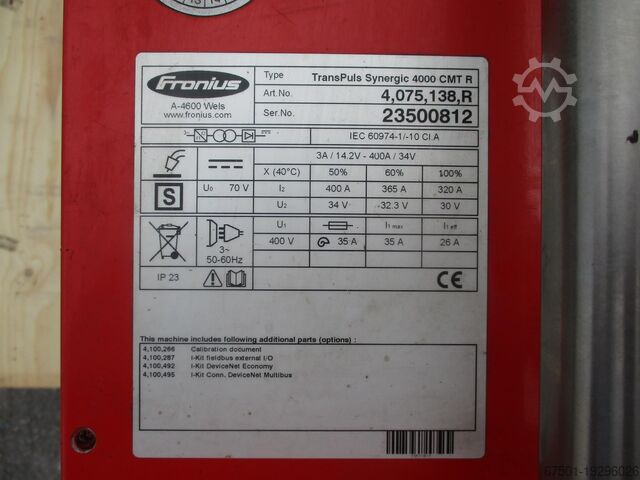 13 14
Fronius
A-4600 Wels
www.fronius.com
Type TransPuls Synergic 4000 CMT R
Art.No. 4,075,138,R
Ser.No. 23500812
IEC 60974-1/-10 Cl.A
3A / 14.2V - 400A / 34V
X (40°C) 50% 60% 100%
S U₀ 70 V I₂ 400 A 365 A 320 A
U₂ 34 V 32.3 V 30 V
U₁ I₁ max I₁ eff
3~ 400 V 35 A 35 A 26 A
50-60Hz
IP 23 CE
This machine includes following additional parts (options) :
4,100,266 Calibration document
4,100,287 I-Kit fieldbus external I/O
4,100,492 I-Kit DeviceNet Economy
4,100,495 I-Kit Conn. DeviceNet Multibus
67501-19296026